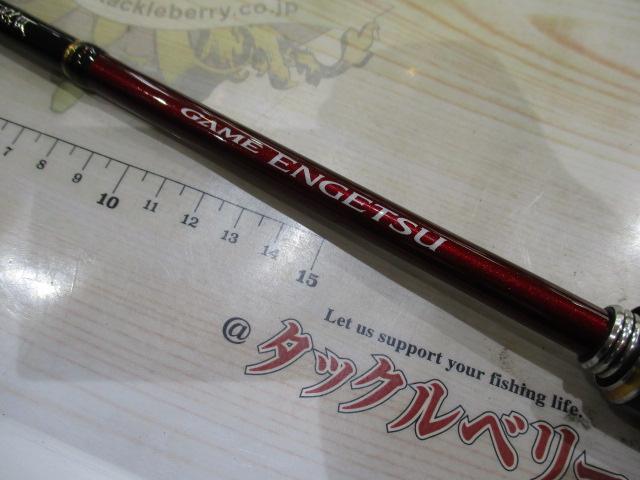 tackleberry.co.jp
GAME ENGETSU
7 8 9 10 11 12 13 14 15
Let us support your fishing life.
@タックルベリー